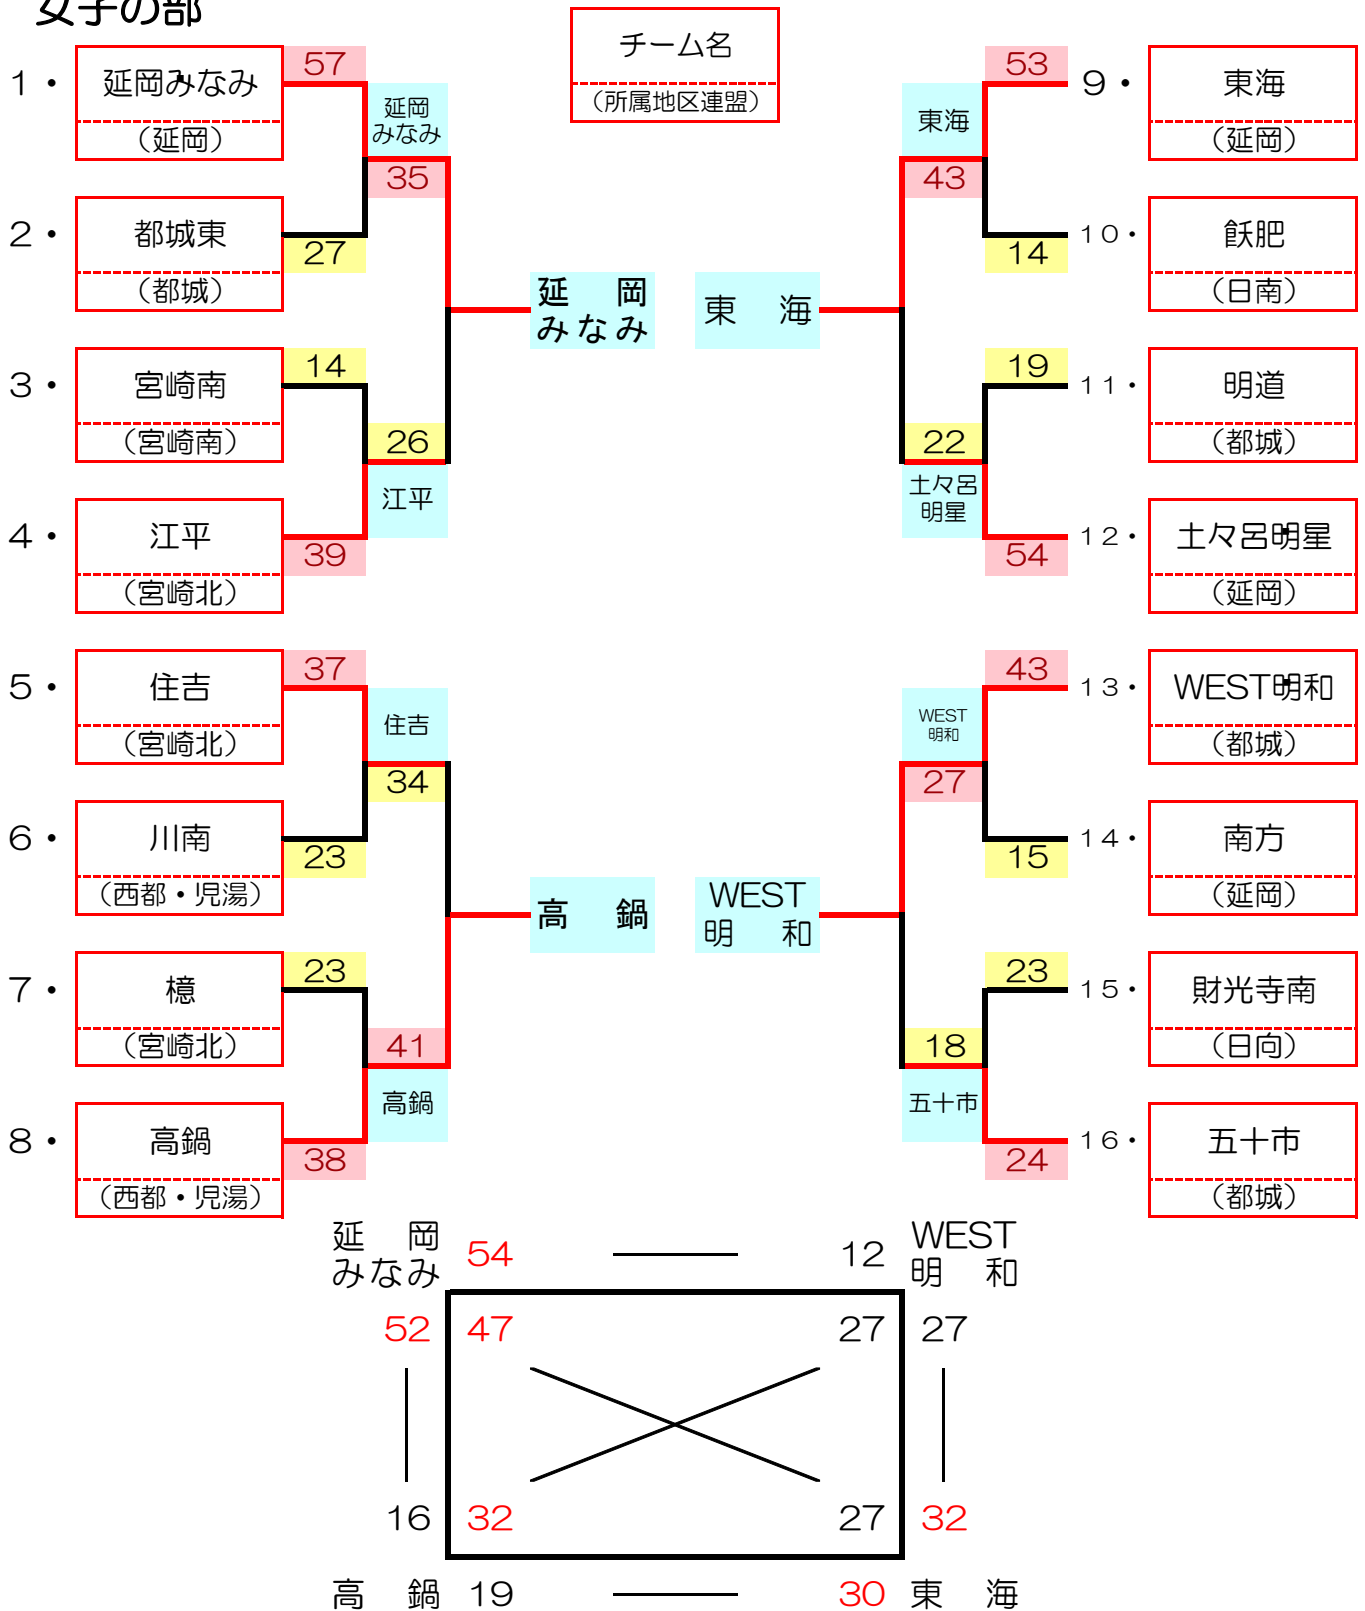 女子の部
チーム名
（所属地区連盟）
1・
延岡みなみ
（延岡）
57
延岡
みなみ
35
2・
都城東
（都城）
27
延　岡
みなみ
3・
宮崎南
（宮崎南）
14
26
江平
4・
江平
（宮崎北）
39
5・
住吉
（宮崎北）
37
住吉
34
6・
川南
（西都・児湯）
23
高　鍋
7・
檍
（宮崎北）
23
41
高鍋
8・
高鍋
（西都・児湯）
38
53
9・
東海
（延岡）
東海
43
10・
飫肥
（日南）
14
東　海
19
11・
明道
（都城）
22
土々呂
明星
12・
土々呂明星
（延岡）
54
43
13・
WEST明和
（都城）
WEST
明和
27
14・
南方
（延岡）
15
WEST
明　和
23
15・
財光寺南
（日向）
18
五十市
16・
五十市
（都城）
24
延　岡
みなみ
54
12
WEST
明　和
52
47
27
27
16
32
27
32
高　鍋
19
30
東　海